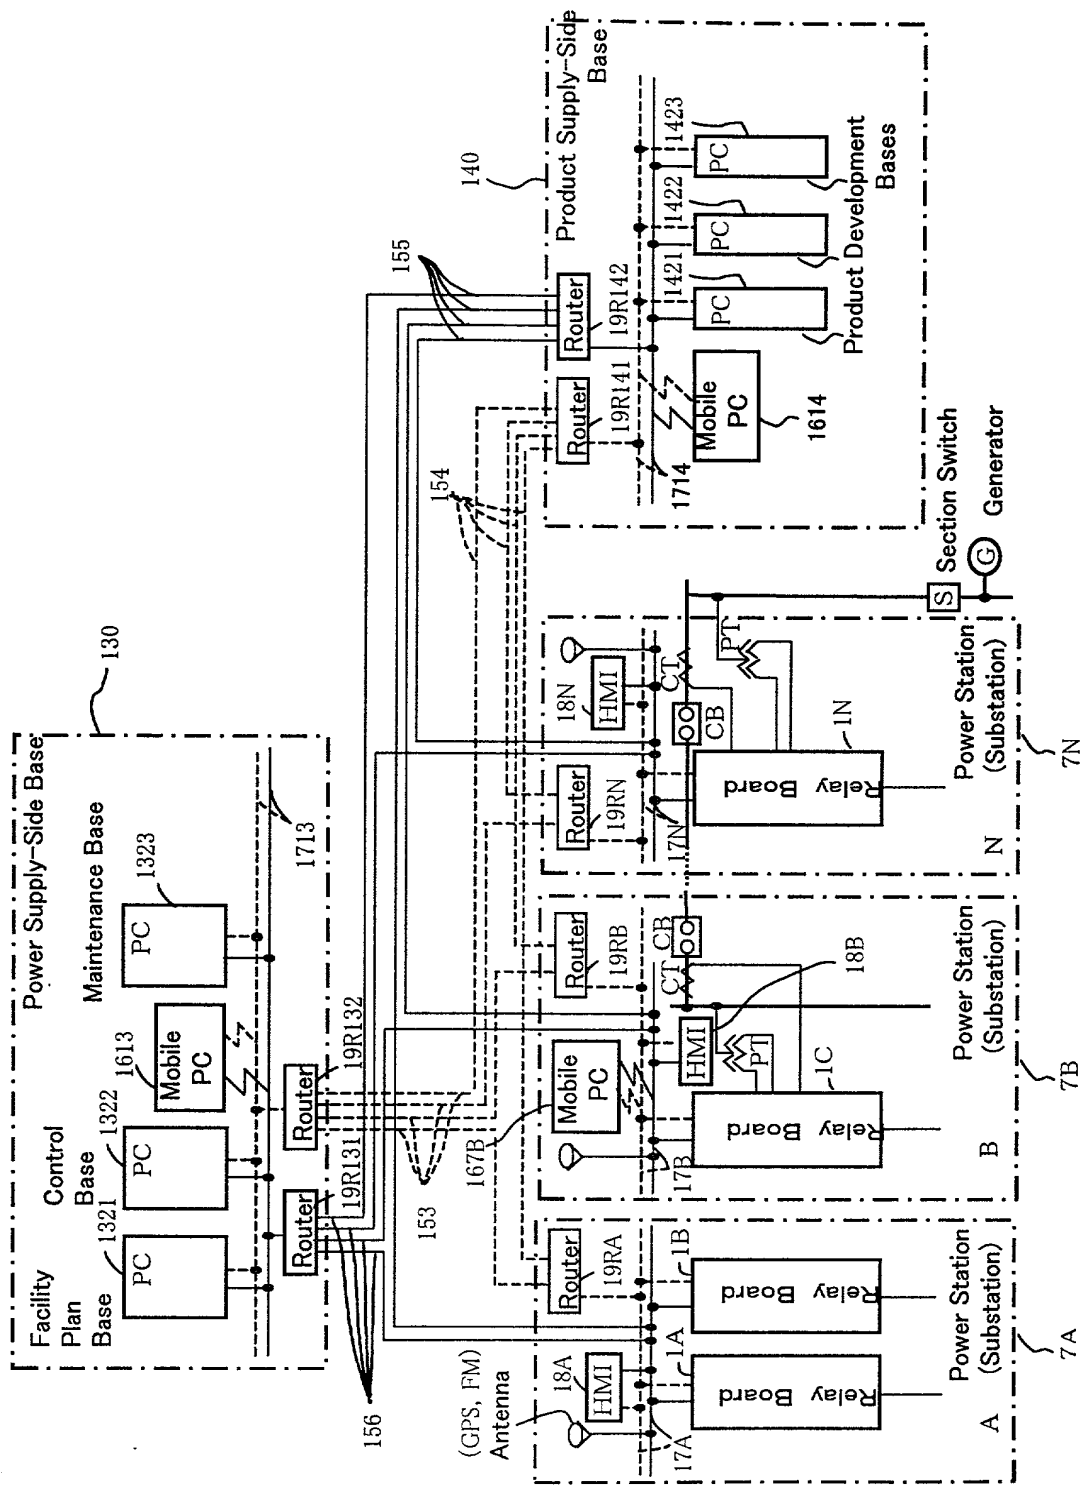 Power Supply-Side Base
130
Facility
Plan
Base
1321
PC
Control
Base
1322
PC
1613
Mobile
PC
Maintenance Base
1323
PC
1713
Router
19R131
Router
19R132
156
153
154
155
140
Product Supply-Side
Base
Router
19R141
Router
19R142
1714
Mobile
PC
1614
1421
PC
1422
PC
1423
PC
Product Development
Bases
(GPS, FM)
Antenna
18A
HMI
17A
1A
Relay
Board
Router
19RA
1B
Relay
Board
A
Power Station
(Substation)
7A
167B
Mobile
PC
Router
19RB
17B
HMI
18B
CT
CB
PT
1C
Relay
Board
B
Power Station
(Substation)
7B
Router
19RN
18N
HMI
17N
CT
CB
PT
1N
Relay
Board
N
Power Station
(Substation)
7N
S
Section Switch
G
Generator